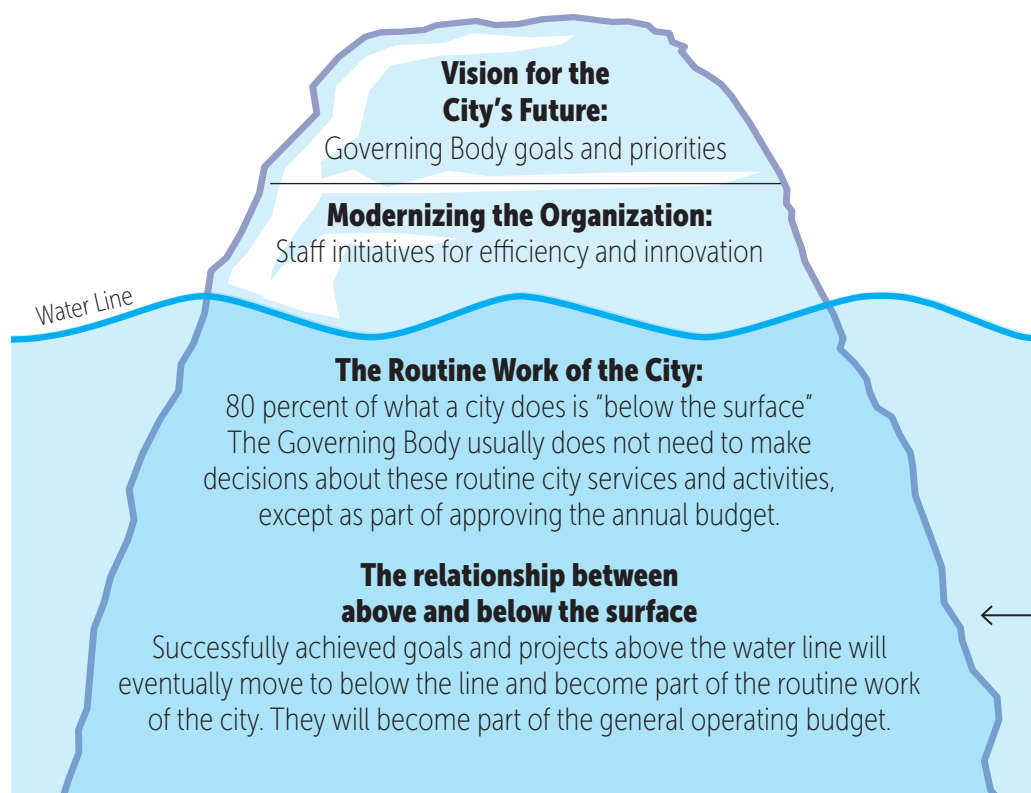 Vision for the
City’s Future:
Governing Body goals and priorities
Modernizing the Organization:
Staff initiatives for efficiency and innovation
Water Line
The Routine Work of the City:
80 percent of what a city does is “below the surface”
The Governing Body usually does not need to make
decisions about these routine city services and activities,
except as part of approving the annual budget.
The relationship between
above and below the surface
Successfully achieved goals and projects above the water line will
eventually move to below the line and become part of the routine work
of the city. They will become part of the general operating budget.